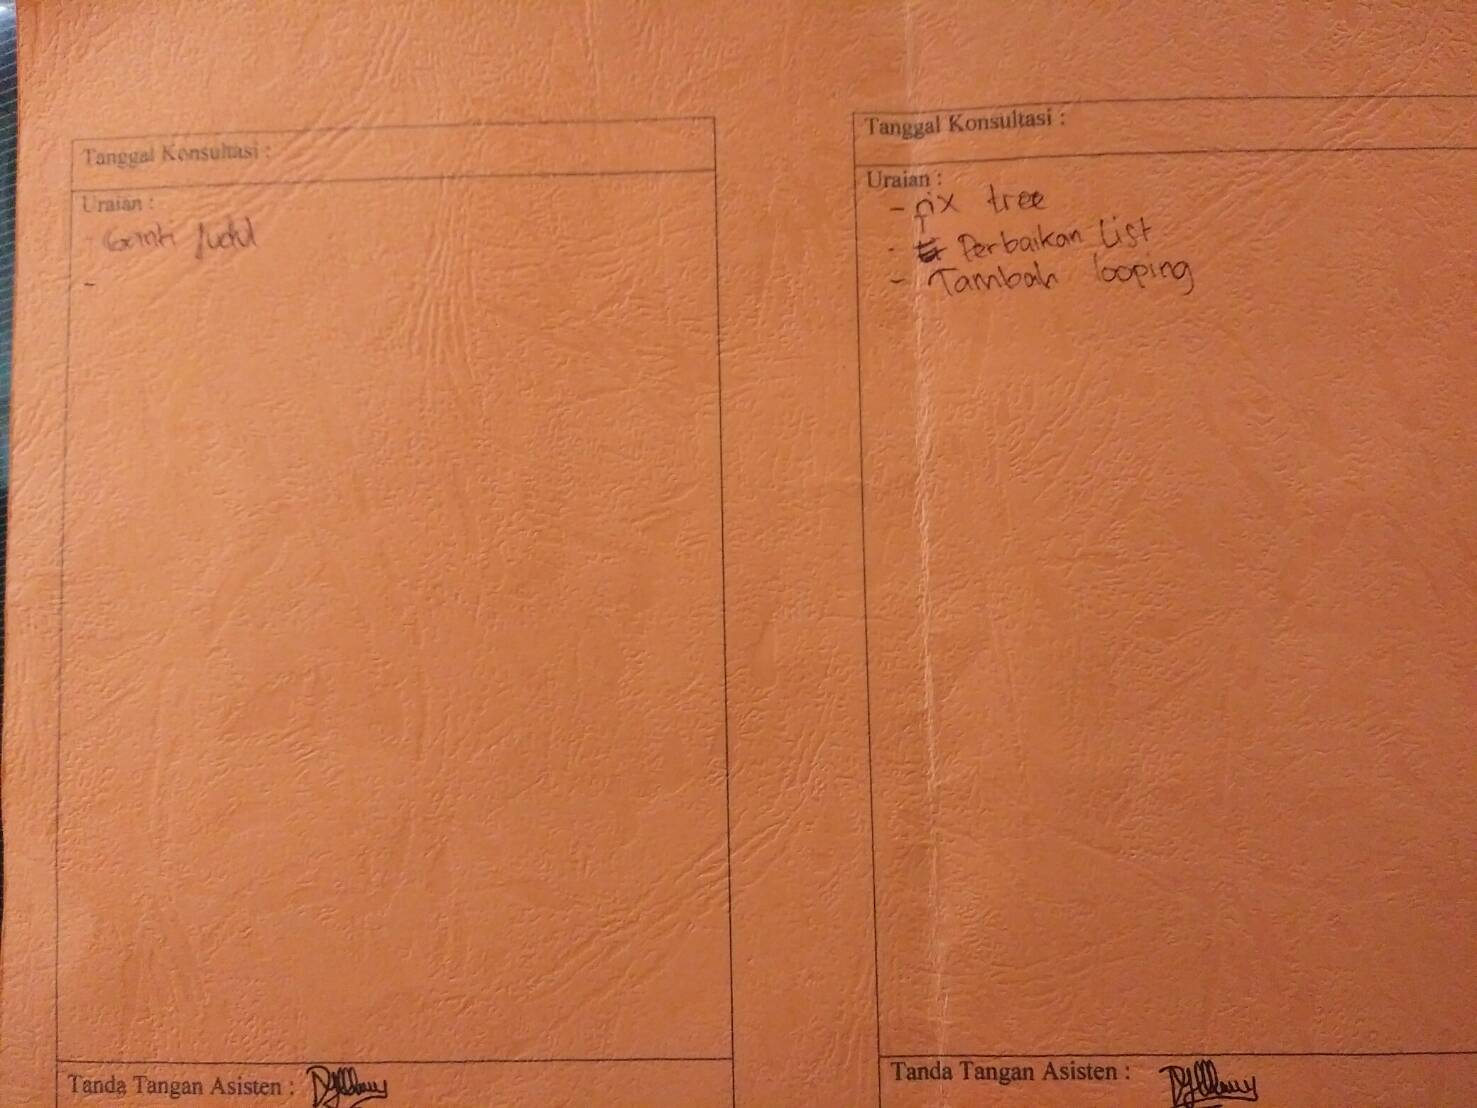 Tanggal Konsultasi :
Uraian :
- Ganti Judul
-
Tanda Tangan Asisten :
Tanggal Konsultasi :
Uraian :
- Fix tree
- Perbaikan List
- Tambah looping
Tanda Tangan Asisten :